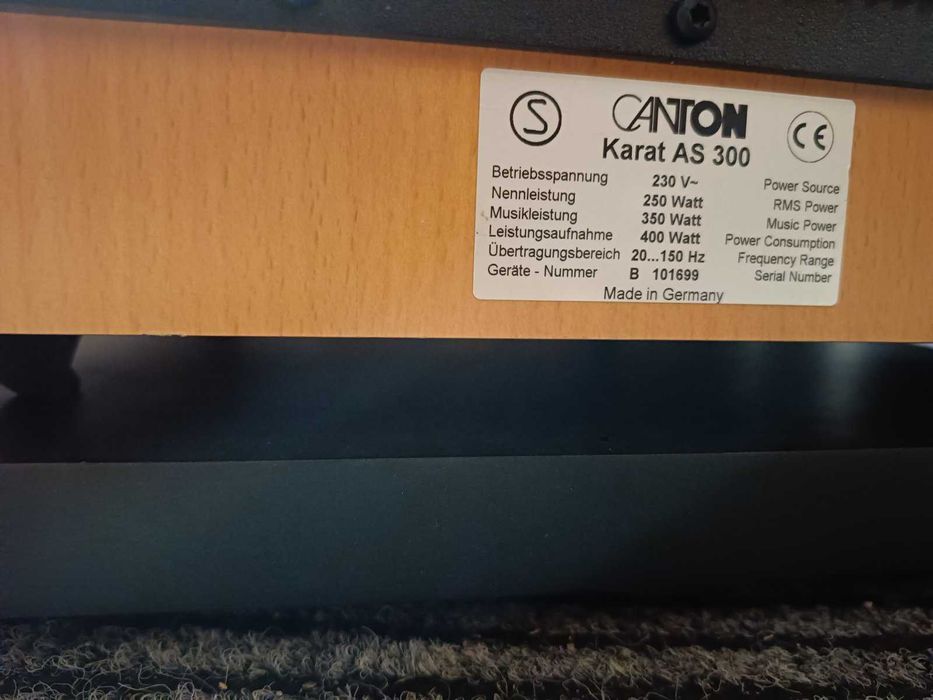 S CANTON CE
Karat AS 300
Betriebsspannung 230 V~ Power Source
Nennleistung 250 Watt RMS Power
Musikleistung 350 Watt Music Power
Leistungsaufnahme 400 Watt Power Consumption
Übertragungsbereich 20...150 Hz Frequency Range
Geräte - Nummer B 101699 Serial Number
Made in Germany